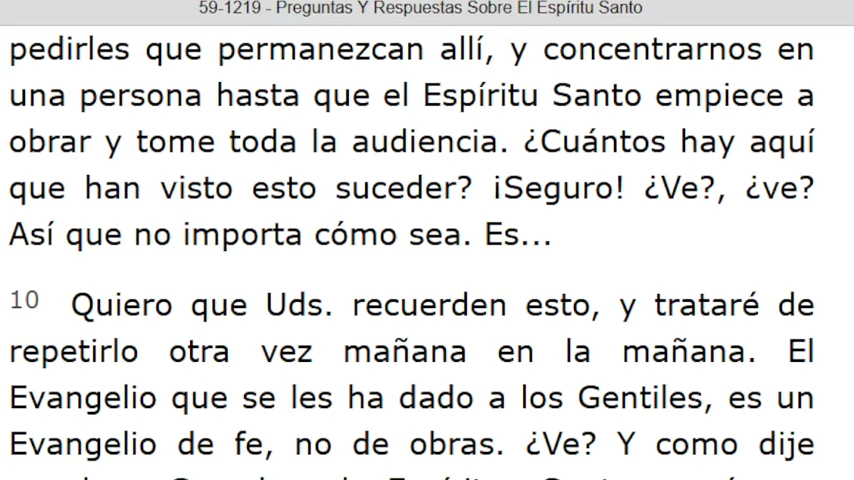 59-1219 - Preguntas Y Respuestas Sobre El Espíritu Santo
pedirles que permanezcan allí, y concentrarnos en
una persona hasta que el Espíritu Santo empiece a
obrar y tome toda la audiencia. ¿Cuántos hay aquí
que han visto esto suceder? ¡Seguro! ¿Ve?, ¿ve?
Así que no importa cómo sea. Es...
10 Quiero que Uds. recuerden esto, y trataré de
repetirlo otra vez mañana en la mañana. El
Evangelio que se les ha dado a los Gentiles, es un
Evangelio de fe, no de obras. ¿Ve? Y como dije